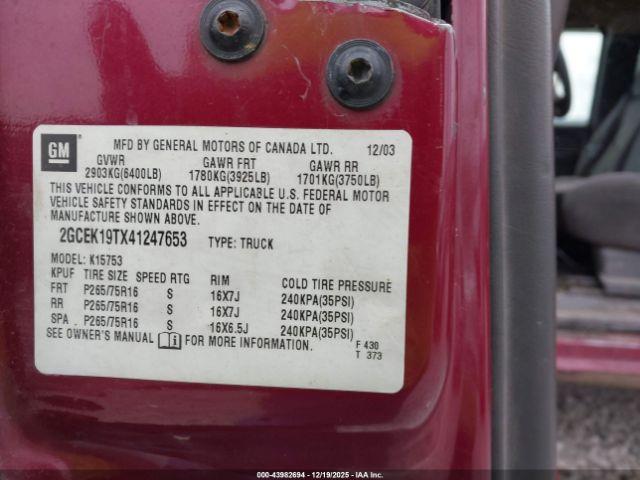 GM MFD BY GENERAL MOTORS OF CANADA LTD. 12/03
GVWR GAWR FRT GAWR RR
2903KG(6400LB) 1780KG(3925LB) 1701KG(3750LB)
THIS VEHICLE CONFORMS TO ALL APPLICABLE U.S. FEDERAL MOTOR
VEHICLE SAFETY STANDARDS IN EFFECT ON THE DATE OF
MANUFACTURE SHOWN ABOVE.
2GCEK19TX41247653 TYPE: TRUCK
MODEL: K15753
KPUF TIRE SIZE SPEED RTG RIM COLD TIRE PRESSURE
FRT P265/75R16 S 16X7J 240KPA(35PSI)
RR P265/75R16 S 16X7J 240KPA(35PSI)
SPA P265/75R16 S 16X6.5J 240KPA(35PSI)
SEE OWNER'S MANUAL i FOR MORE INFORMATION. F 430
T 373
000-43982694 - 12/19/2025 - IAAI, Inc.